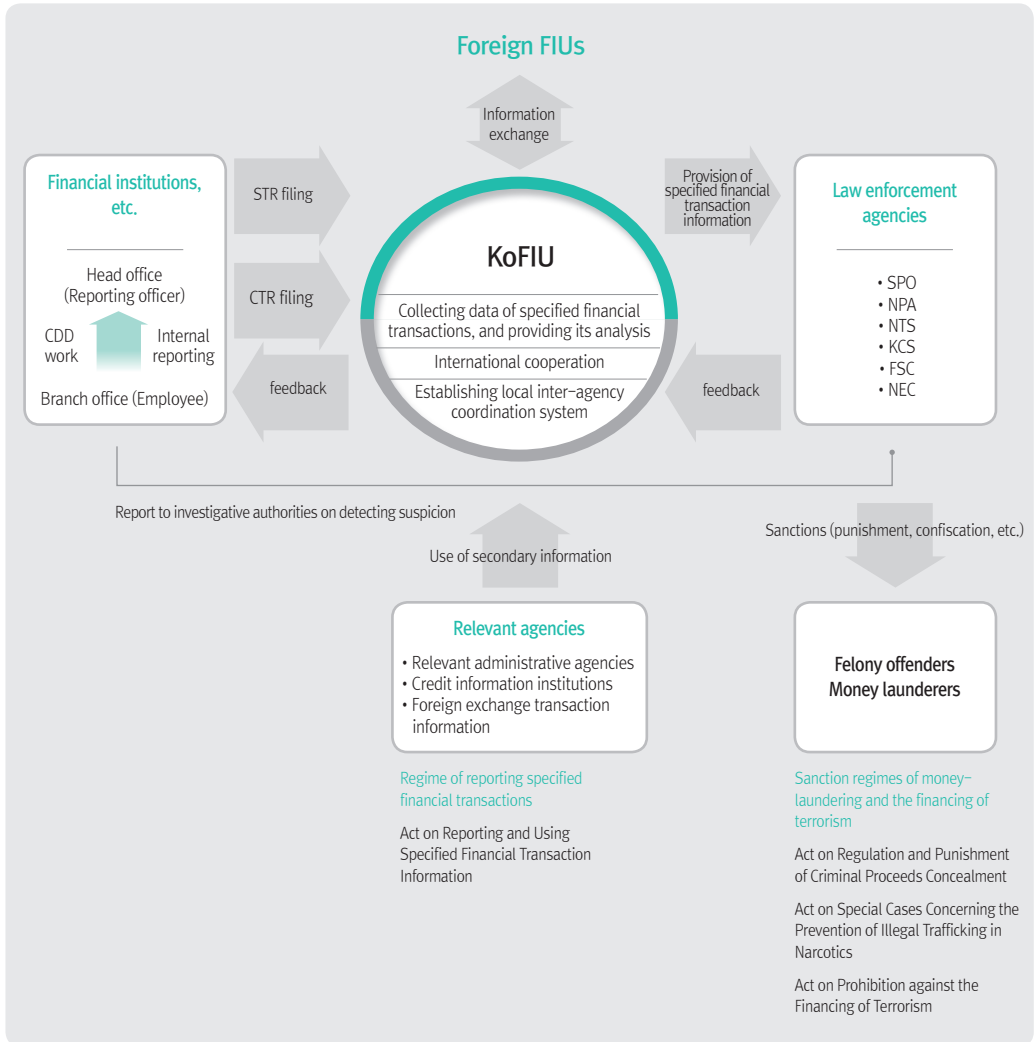 Foreign FIUs
Information
exchange
Financial institutions,
etc.
Head office
(Reporting officer)
CDD
work
Internal
reporting
Branch office (Employee)
STR filing
CTR filing
feedback
KoFIU
Collecting data of specified financial
transactions, and providing its analysis
International cooperation
Establishing local inter-agency
coordination system
Provision of
specified financial
transaction
information
feedback
Law enforcement
agencies
• SPO
• NPA
• NTS
• KCS
• FSC
• NEC
Report to investigative authorities on detecting suspicion
Use of secondary information
Sanctions (punishment, confiscation, etc.)
Relevant agencies
• Relevant administrative agencies
• Credit information institutions
• Foreign exchange transaction
information
Felony offenders
Money launderers
Regime of reporting specified
financial transactions
Act on Reporting and Using
Specified Financial Transaction
Information
Sanction regimes of money-
laundering and the financing of
terrorism
Act on Regulation and Punishment
of Criminal Proceeds Concealment
Act on Special Cases Concerning the
Prevention of Illegal Trafficking in
Narcotics
Act on Prohibition against the
Financing of Terrorism